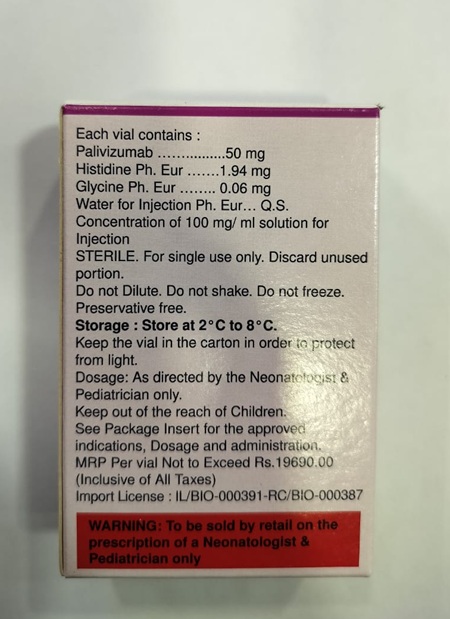 Each vial contains :
Palivizumab ...............50 mg
Histidine Ph. Eur .......1.94 mg
Glycine Ph. Eur ........ 0.06 mg
Water for Injection Ph. Eur... Q.S.
Concentration of 100 mg/ ml solution for
Injection
STERILE. For single use only. Discard unused
portion.
Do not Dilute. Do not shake. Do not freeze.
Preservative free.
Storage : Store at 2°C to 8°C.
Keep the vial in the carton in order to protect
from light.
Dosage: As directed by the Neonatologist &
Pediatrician only.
Keep out of the reach of Children.
See Package Insert for the approved
indications, Dosage and administration.
MRP Per vial Not to Exceed Rs.19690.00
(Inclusive of All Taxes)
Import License : IL/BIO-000391-RC/BIO-000387
WARNING: To be sold by retail on the
prescription of a Neonatologist &
Pediatrician only